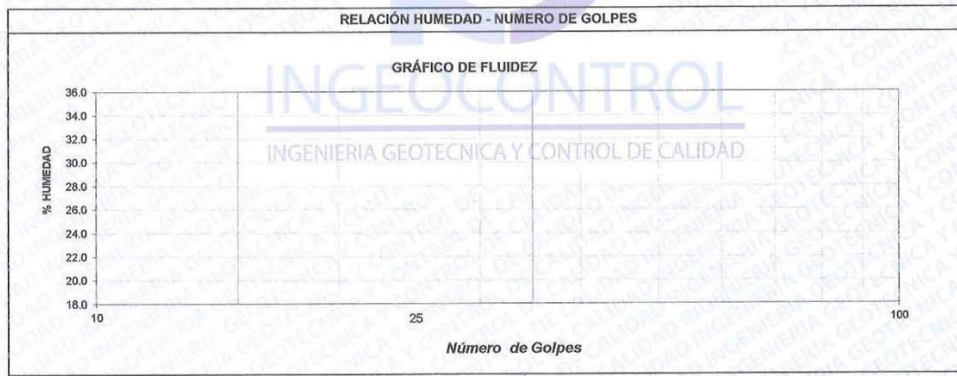 RELACIÓN HUMEDAD - NUMERO DE GOLPES
GRÁFICO DE FLUIDEZ
INGEOCONTROL
INGENIERIA GEOTECNICA Y CONTROL DE CALIDAD
% HUMEDAD
36.0
34.0
32.0
30.0
28.0
26.0
24.0
22.0
20.0
18.0
10
25
100
Número de Golpes